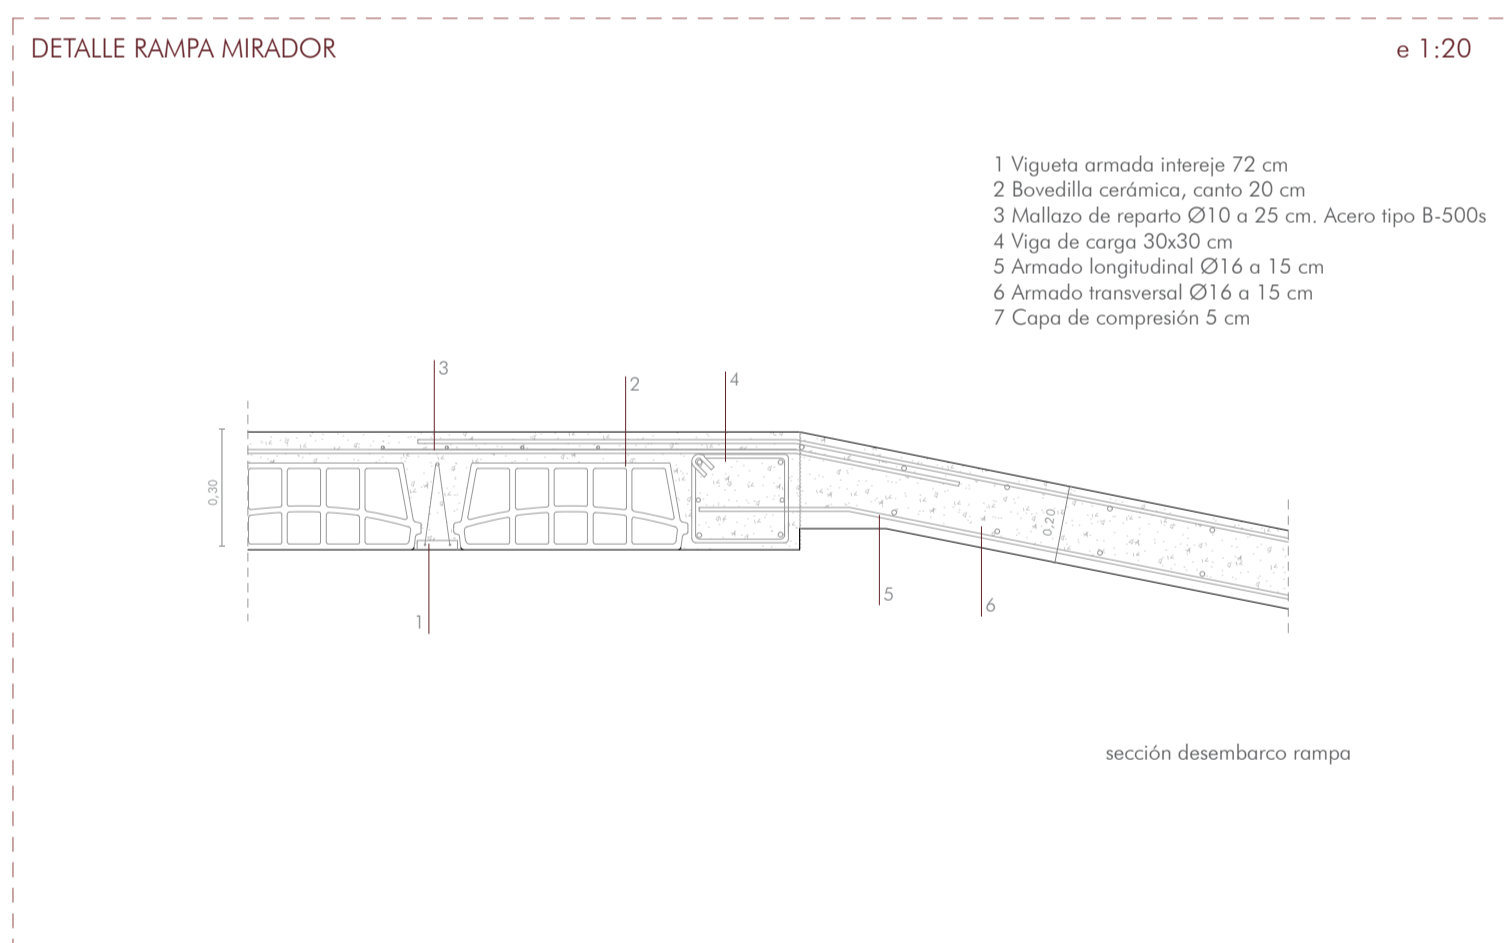 DETALLE RAMPA MIRADOR
e 1:20
1 Vigueta armada intereje 72 cm
2 Bovedilla cerámica, canto 20 cm
3 Mallazo de reparto Ø10 a 25 cm. Acero tipo B-500s
4 Viga de carga 30x30 cm
5 Armado longitudinal Ø16 a 15 cm
6 Armado transversal Ø16 a 15 cm
7 Capa de compresión 5 cm
3
2
4
0,30
0,20
5
6
1
sección desembarco rampa